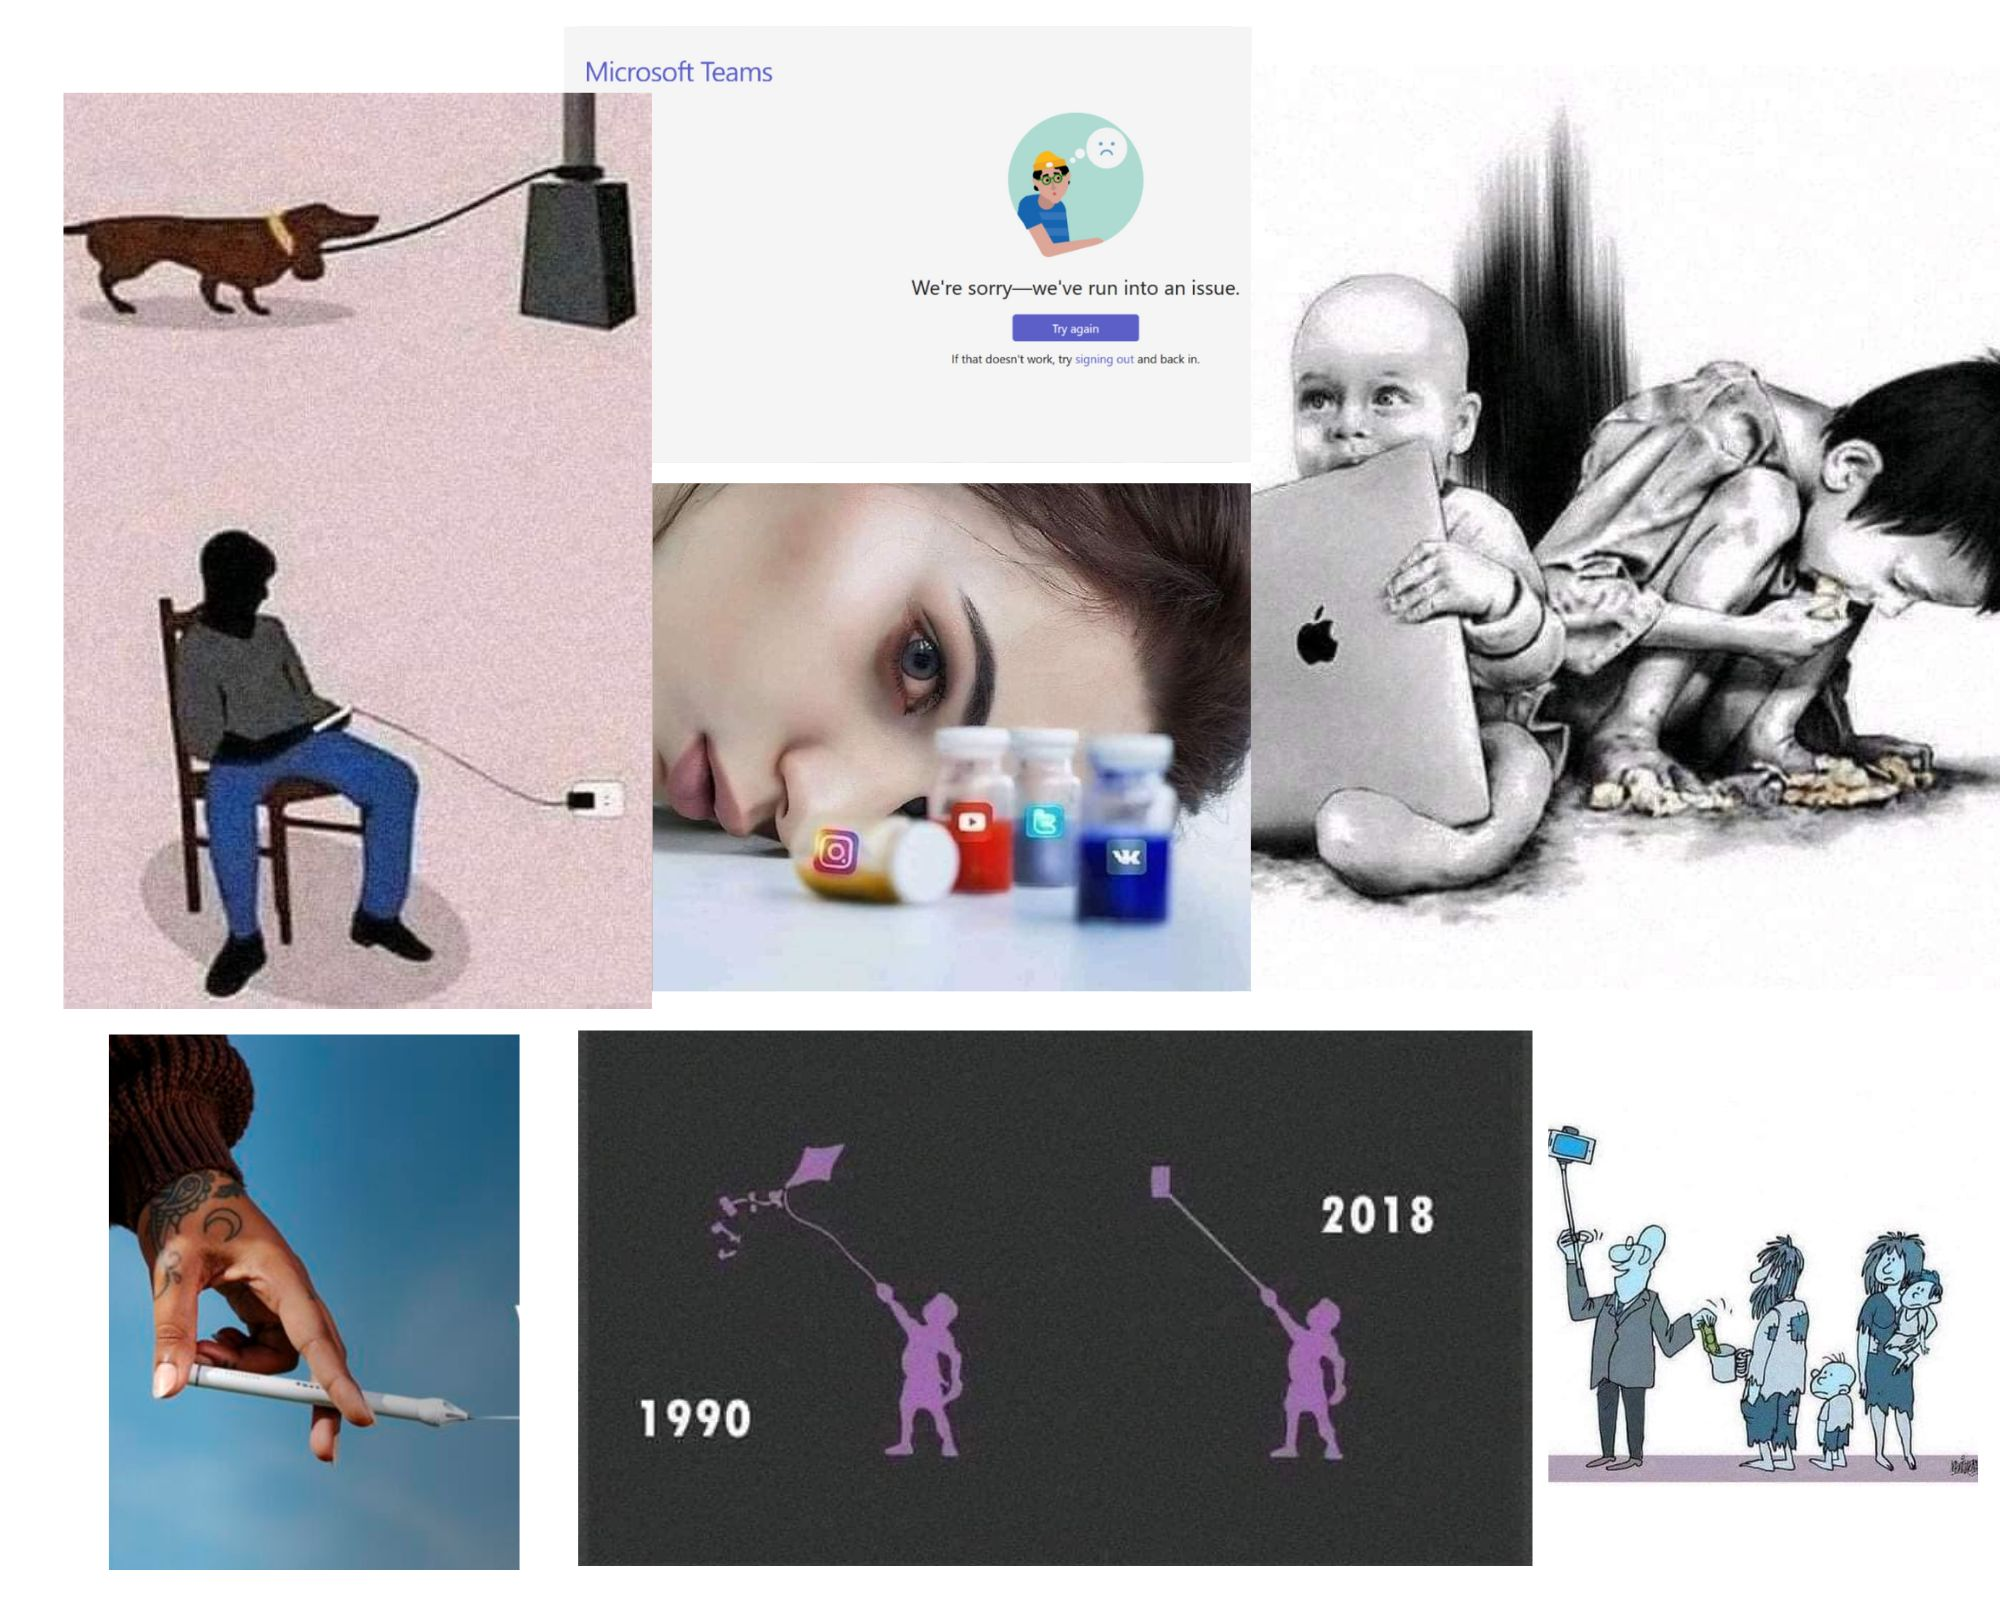 Microsoft Teams
We're sorry—we've run into an issue.
Try again
If that doesn't work, try signing out and back in.
1990
2018